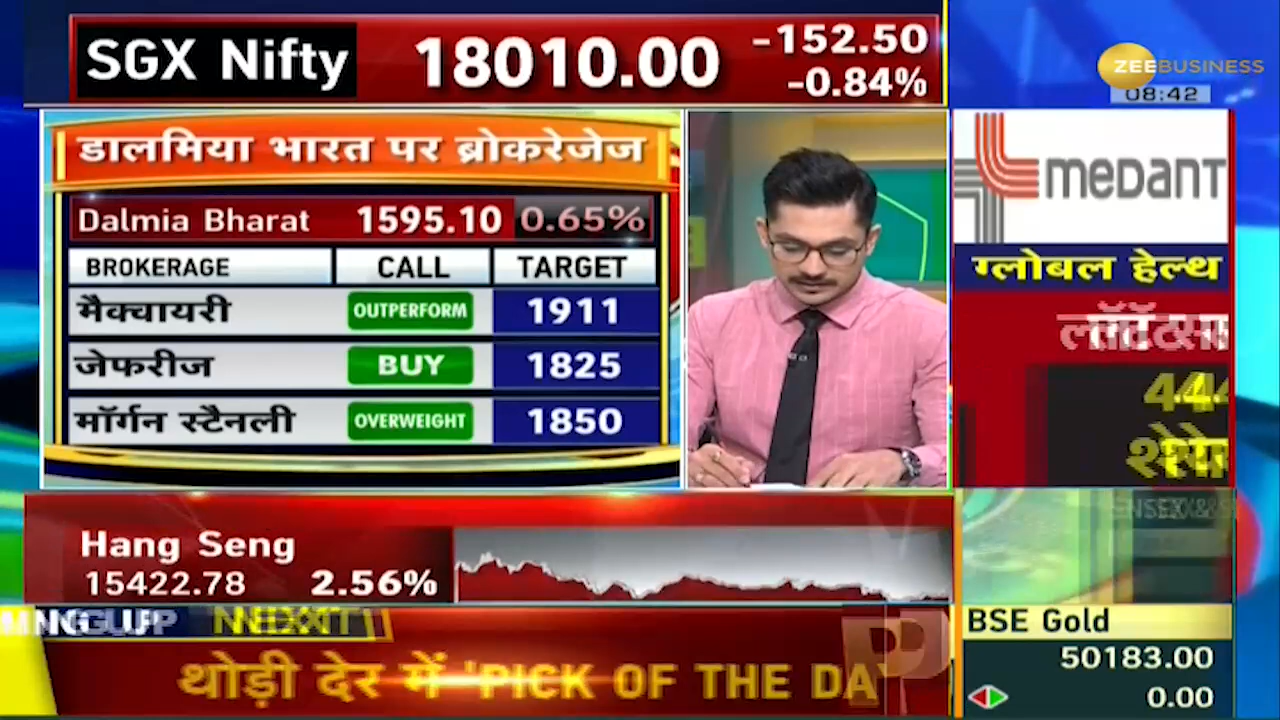 SGX Nifty 18010.00 -152.50
-0.84%
ZEEBUSINESS
08:42
डालमिया भारत पर ब्रोकरेजेज
Dalmia Bharat 1595.10 0.65%
BROKERAGE CALL TARGET
मैक्वायरी OUTPERFORM 1911
जेफरीज BUY 1825
मॉर्गन स्टैनली OVERWEIGHT 1850
MEDANT
ग्लोबल हेल्थ
Hang Seng
15422.78 2.56%
थोड़ी देर में 'PICK OF THE DA
BSE Gold
50183.00
0.00